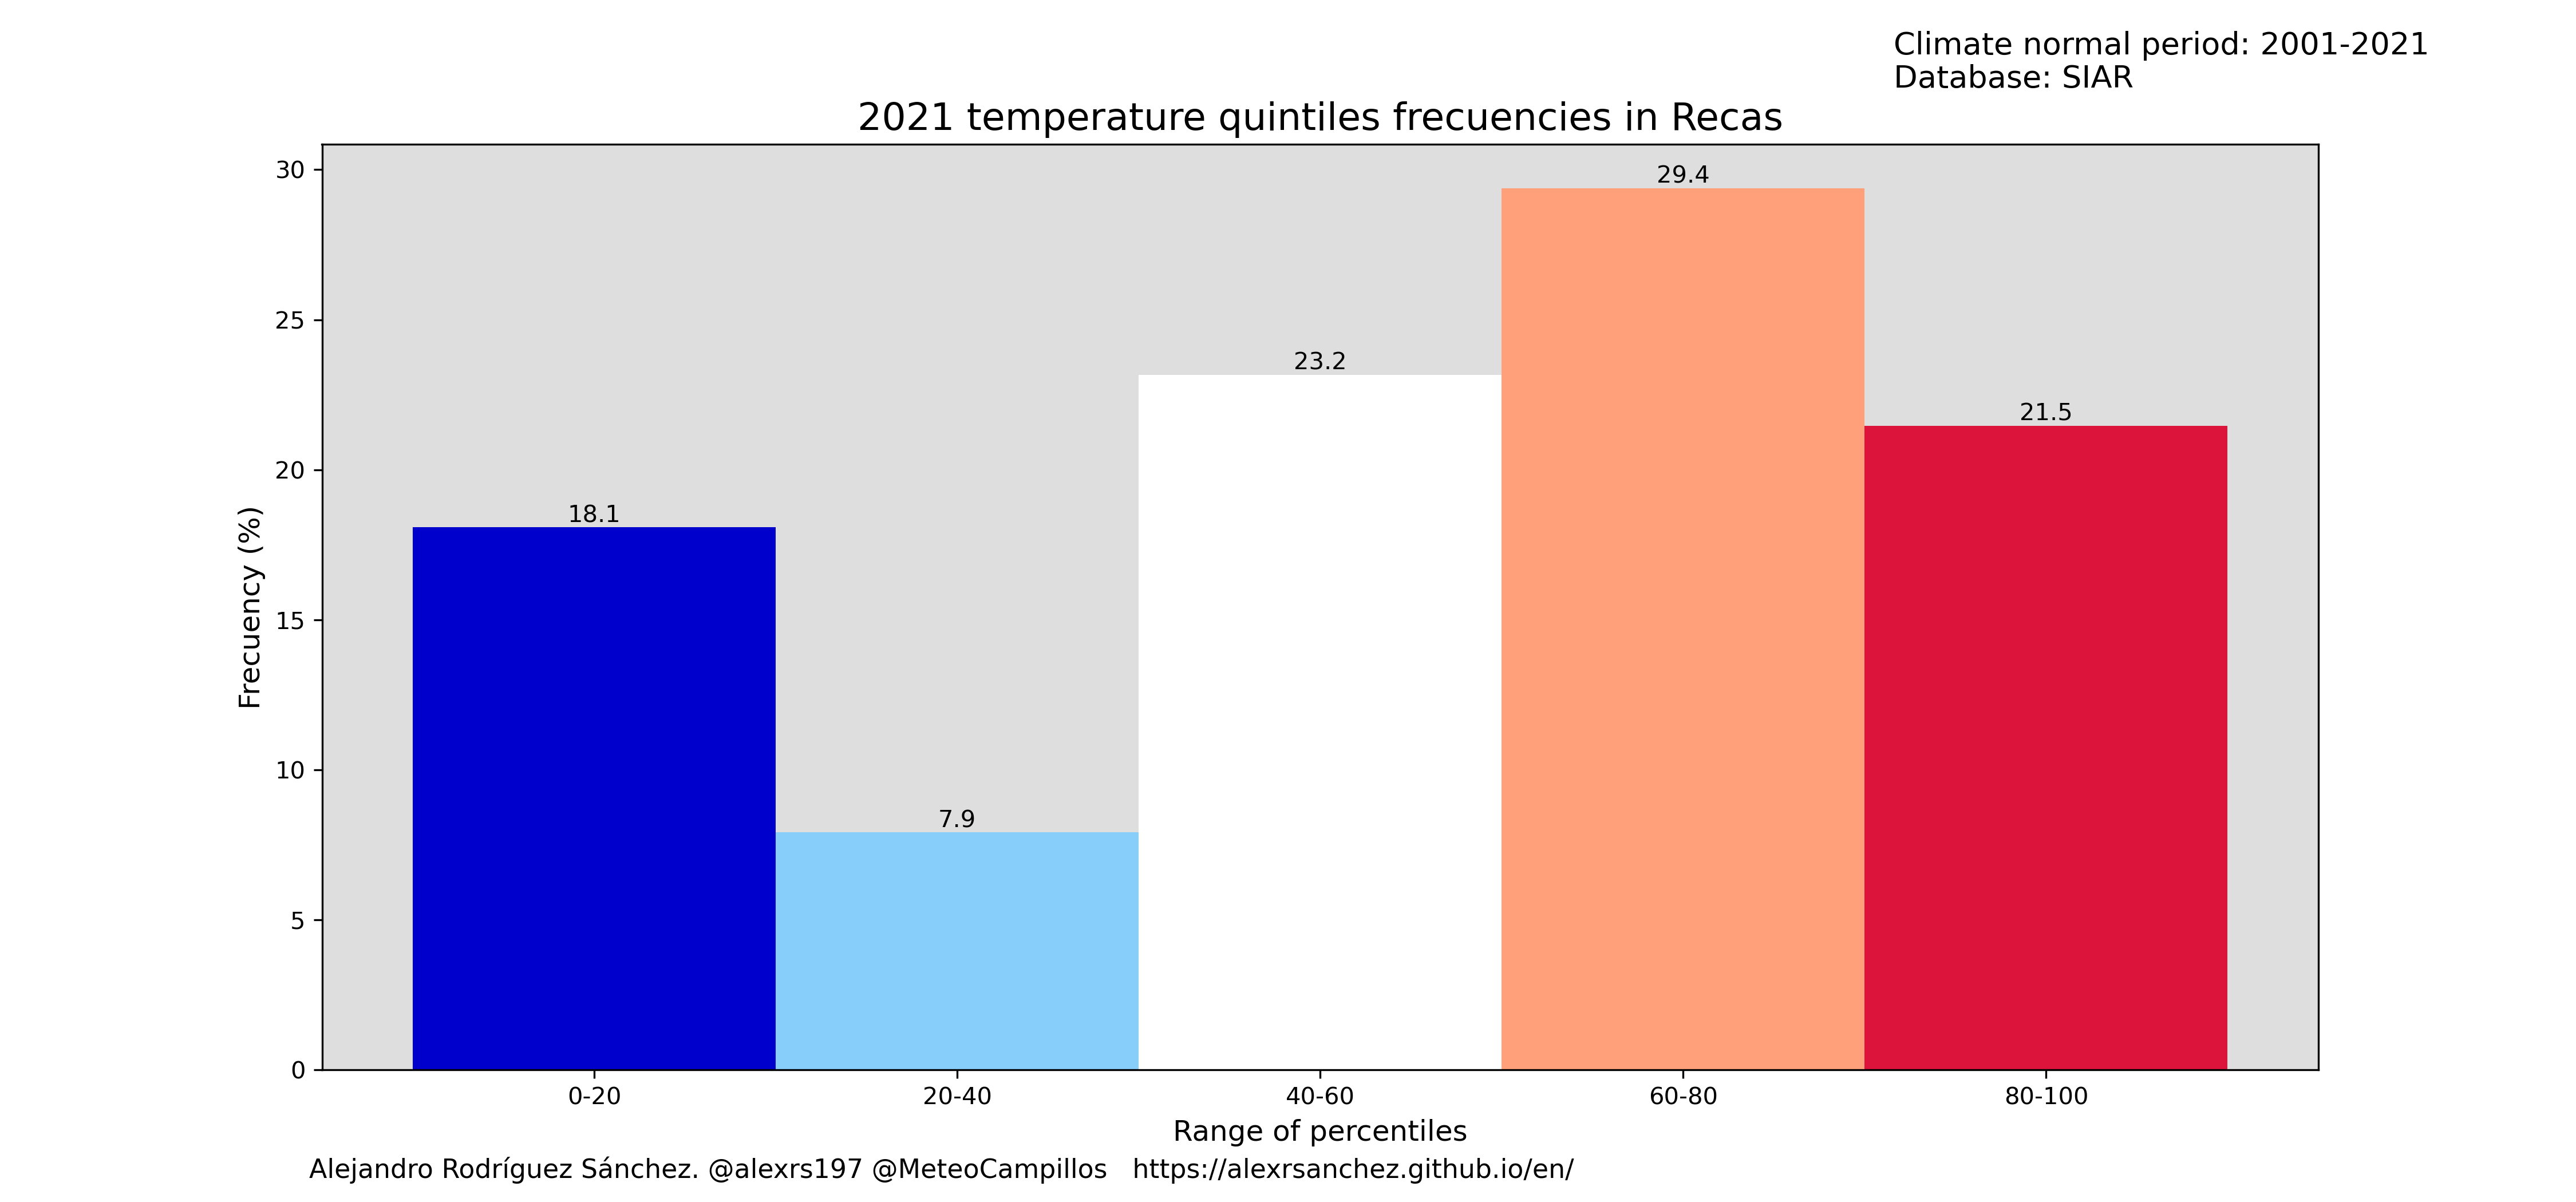 Climate normal period: 2001-2021
Database: SIAR
2021 temperature quintiles frecuencies in Recas
30
25
20
15
10
5
0
Frecuency (%)
18.1
7.9
23.2
29.4
21.5
0-20
20-40
40-60
60-80
80-100
Range of percentiles
Alejandro Rodríguez Sánchez. @alexrs197 @MeteoCampillos https://alexrsanchez.github.io/en/